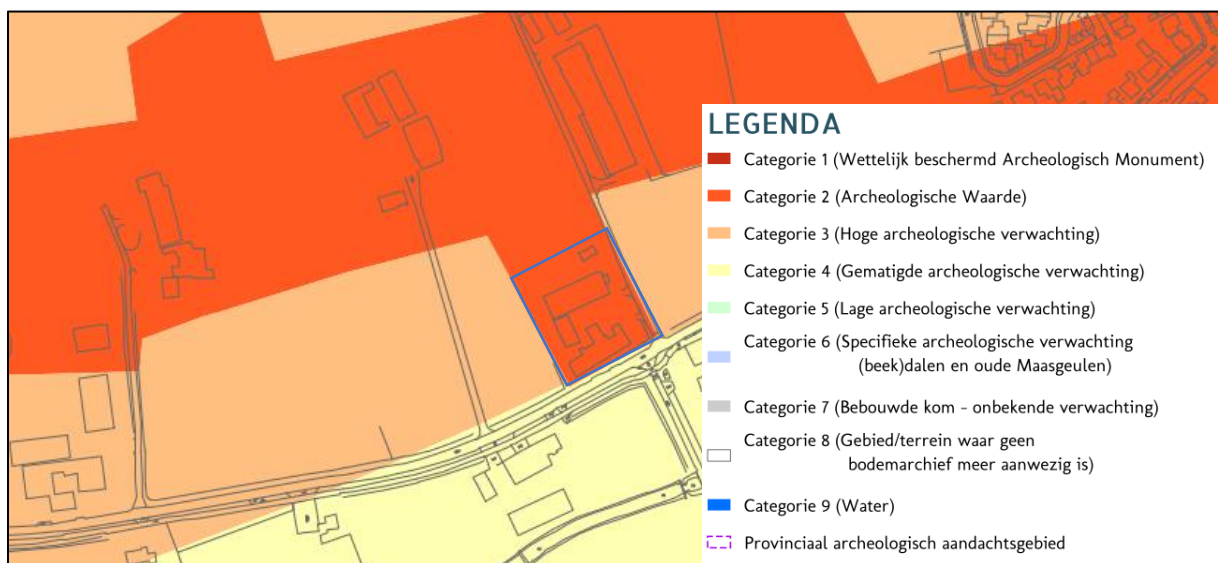 LEGENDA
Categorie 1 (Wettelijk beschermd Archeologisch Monument)
Categorie 2 (Archeologische Waarde)
Categorie 3 (Hoge archeologische verwachting)
Categorie 4 (Gematigde archeologische verwachting)
Categorie 5 (Lage archeologische verwachting)
Categorie 6 (Specifieke archeologische verwachting
(beek)dalen en oude Maasgeulen)
Categorie 7 (Bebouwde kom - onbekende verwachting)
Categorie 8 (Gebied/terrein waar geen
bodemarchief meer aanwezig is)
Categorie 9 (Water)
Provinciaal archeologisch aandachtsgebied